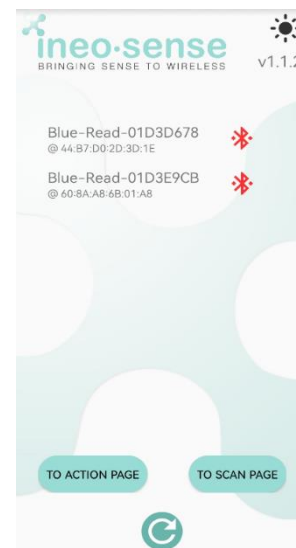 ineo-sense
BRINGING SENSE TO WIRELESS
v1.1.2
Blue-Read-01D3D678
@ 44:B7:D0:2D:3D:1E
Blue-Read-01D3E9CB
@ 60:8A:A8:6B:01:A8
TO ACTION PAGE
TO SCAN PAGE